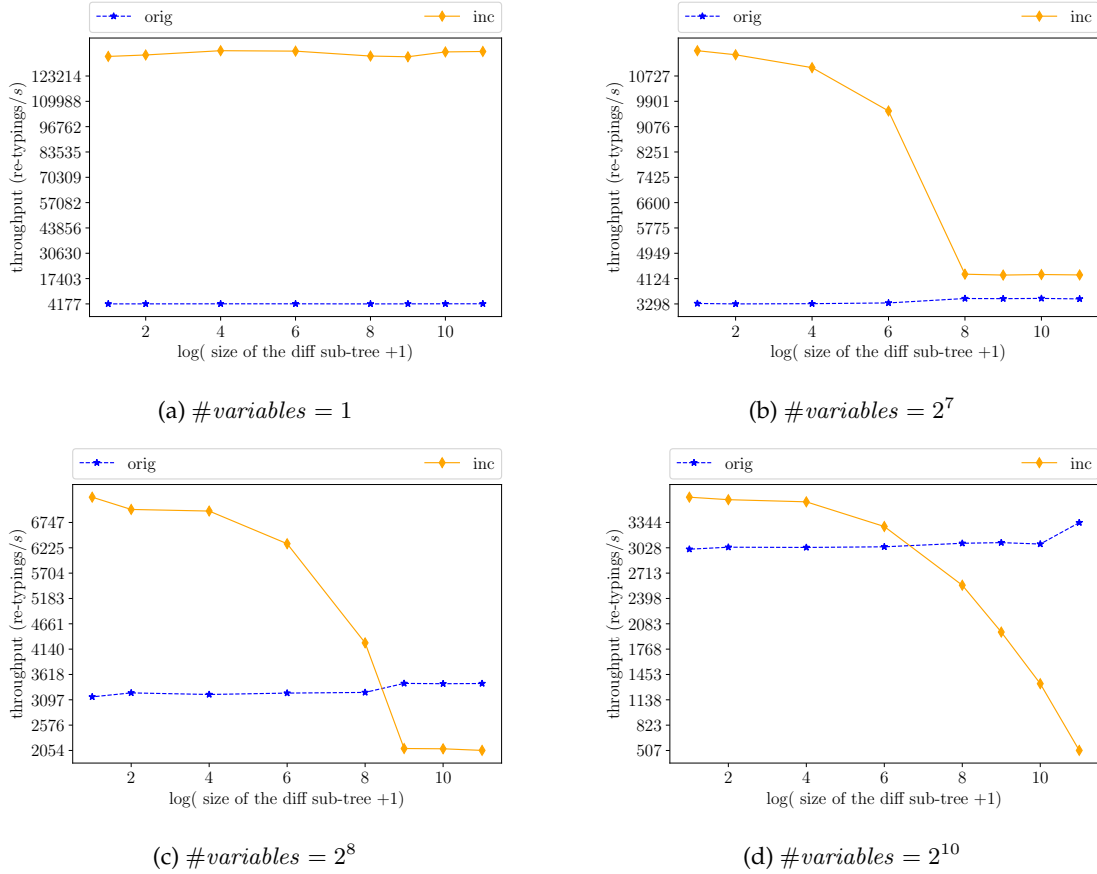 orig inc
throughput (re-typings/s)
123214
109988
96762
83535
70309
57082
43856
30630
17403
4177
2 4 6 8 10
log( size of the diff sub-tree +1)
(a) #variables = 1
orig inc
throughput (re-typings/s)
10727
9901
9076
8251
7425
6600
5775
4949
4124
3298
2 4 6 8 10
log( size of the diff sub-tree +1)
(b) #variables = 2^7
orig inc
throughput (re-typings/s)
6747
6225
5704
5183
4661
4140
3618
3097
2576
2054
2 4 6 8 10
log( size of the diff sub-tree +1)
(c) #variables = 2^8
orig inc
throughput (re-typings/s)
3344
3028
2713
2398
2083
1768
1453
1138
823
507
2 4 6 8 10
log( size of the diff sub-tree +1)
(d) #variables = 2^10